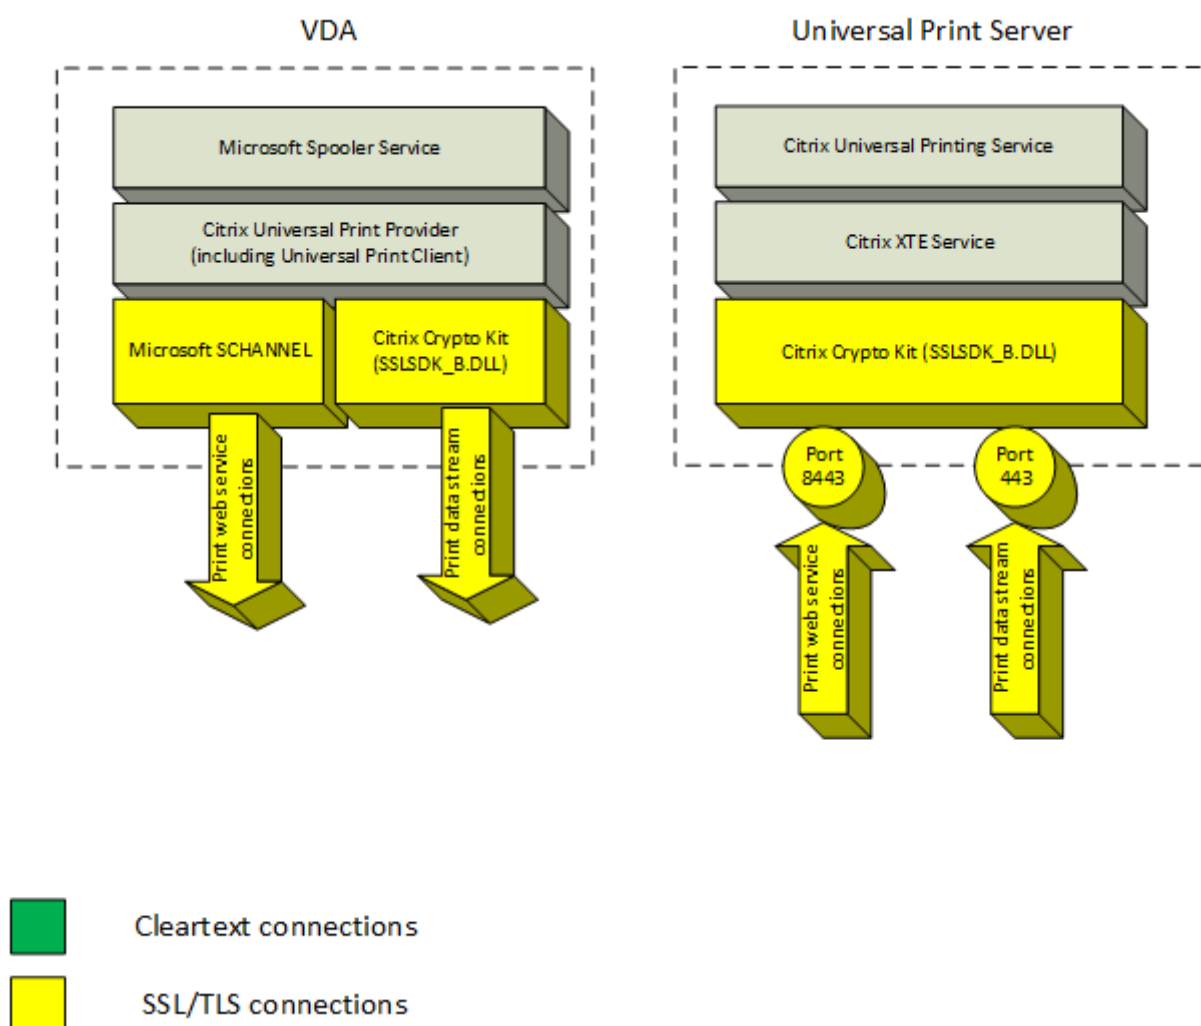 VDA
Universal Print Server
Microsoft Spooler Service
Citrix Universal Print Provider
(including Universal Print Client)
Microsoft SCHANNEL
Citrix Crypto Kit
(SSLSDK_B.DLL)
Print web service
connections
Print data stream
connections
Citrix Universal Printing Service
Citrix XTE Service
Citrix Crypto Kit (SSLSDK_B.DLL)
Port
8443
Port
443
Print web service
connections
Print data stream
connections
Cleartext connections
SSL/TLS connections